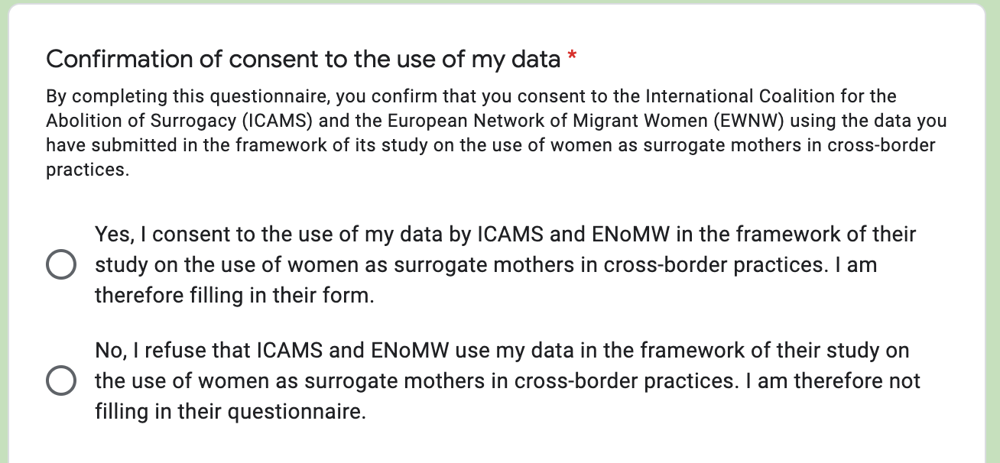 Confirmation of consent to the use of my data *
By completing this questionnaire, you confirm that you consent to the International Coalition for the
Abolition of Surrogacy (ICAMS) and the European Network of Migrant Women (EWNW) using the data you
have submitted in the framework of its study on the use of women as surrogate mothers in cross-border
practices.
Yes, I consent to the use of my data by ICAMS and ENoMW in the framework of their
study on the use of women as surrogate mothers in cross-border practices. I am
therefore filling in their form.
No, I refuse that ICAMS and ENoMW use my data in the framework of their study on
the use of women as surrogate mothers in cross-border practices. I am therefore not
filling in their questionnaire.